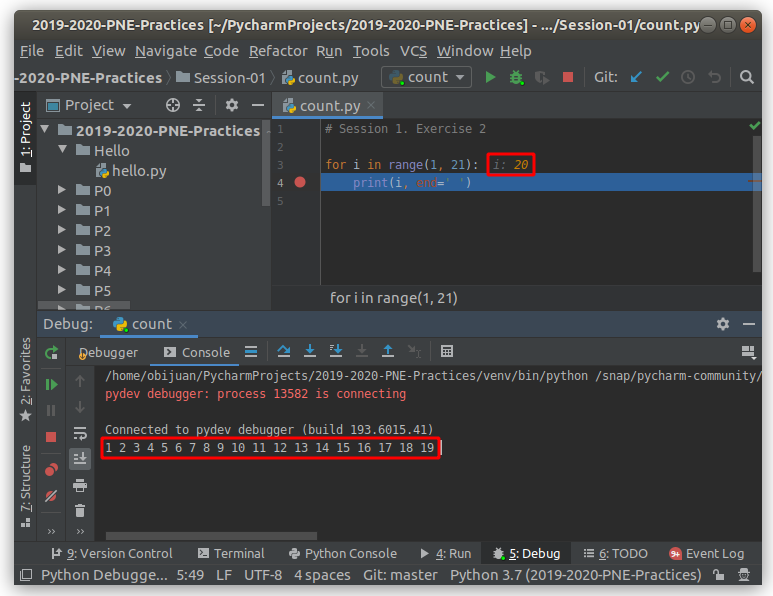 2019-2020-PNE-Practices [~/PycharmProjects/2019-2020-PNE-Practices] - .../Session-01/count.py
File Edit View Navigate Code Refactor Run Tools VCS Window Help
-2020-PNE-Practices Session-01 count.py count Git:
1: Project
Project
count.py
2019-2020-PNE-Practices
Hello
hello.py
P0
P1
P2
P3
P4
P5
P6
1 # Session 1. Exercise 2
2
3 for i in range(1, 21): i: 20
4 print(i, end=' ')
5
for i in range(1, 21)
Debug: count
Debugger Console
2: Favorites
7: Structure
/home/obijuan/PycharmProjects/2019-2020-PNE-Practices/venv/bin/python /snap/pycharm-community/
pydev debugger: process 13582 is connecting
Connected to pydev debugger (build 193.6015.41)
1 2 3 4 5 6 7 8 9 10 11 12 13 14 15 16 17 18 19
9: Version Control Terminal Python Console 4: Run 5: Debug 6: TODO 9+ Event Log
Python Debugge... 5:49 LF UTF-8 4 spaces Git: master Python 3.7 (2019-2020-PNE-Practices)